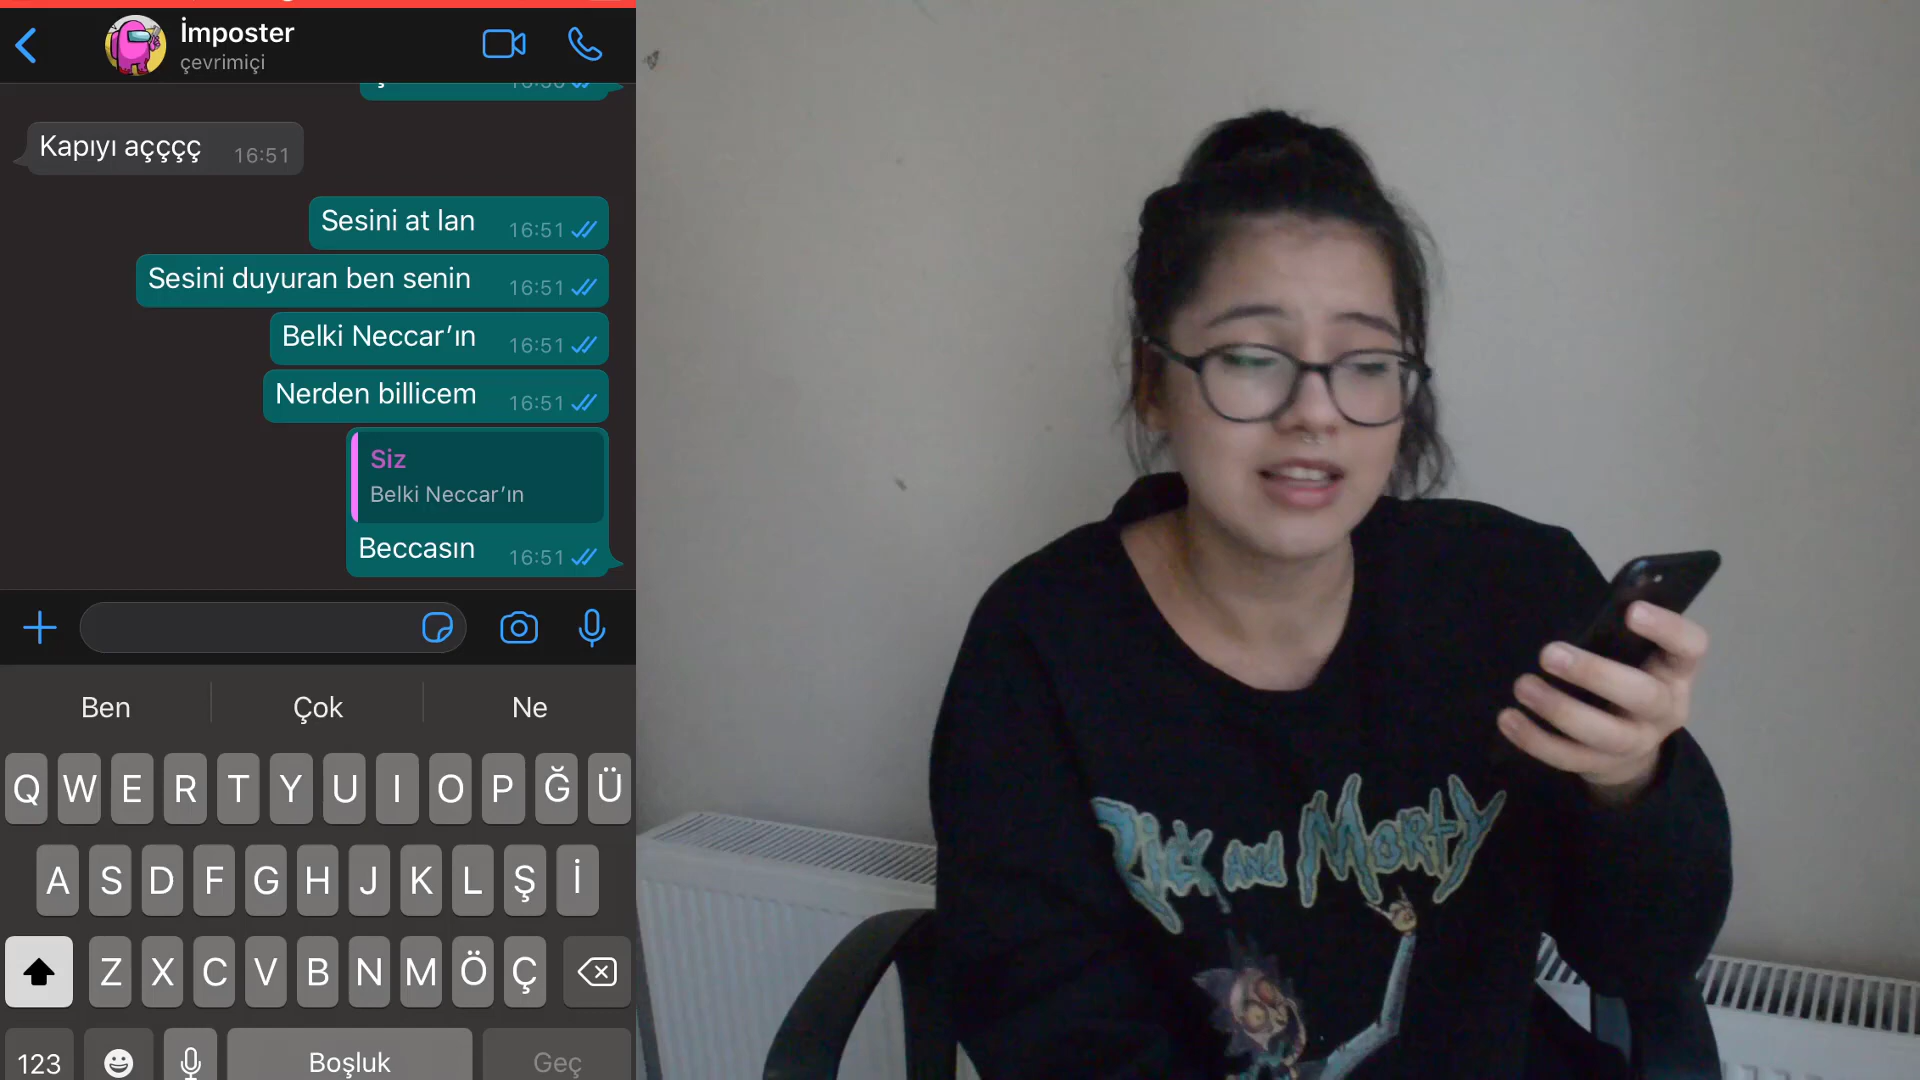 İmposter
çevrimiçi
Kapıyı açççç 16:51
Sesini at lan 16:51
Sesini duyuran ben senin 16:51
Belki Neccar’ın 16:51
Nerden billicem 16:51
Siz
Belki Neccar’ın
Beccasın 16:51
Ben Çok Ne
Q W E R T Y U I O P Ğ Ü
A S D F G H J K L Ş İ
Z X C V B N M Ö Ç
123 Boşluk Geç
Rick and Morty